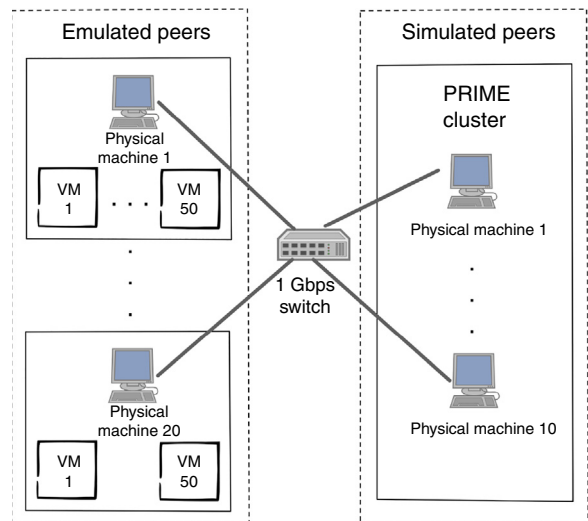 Emulated peers
Physical
machine 1
VM
1
. . .
VM
50
.
.
.
Physical
machine 20
VM
1
VM
50
1 Gbps
switch
Simulated peers
PRIME
cluster
Physical machine 1
.
.
.
Physical machine 10